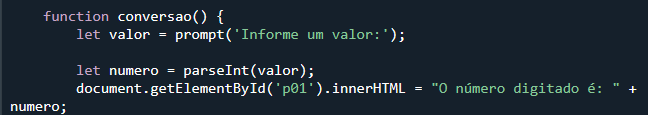 function conversao() {
let valor = prompt('Informe um valor:');
let numero = parseInt(valor);
document.getElementById('p01').innerHTML = "O número digitado é: " +
numero;